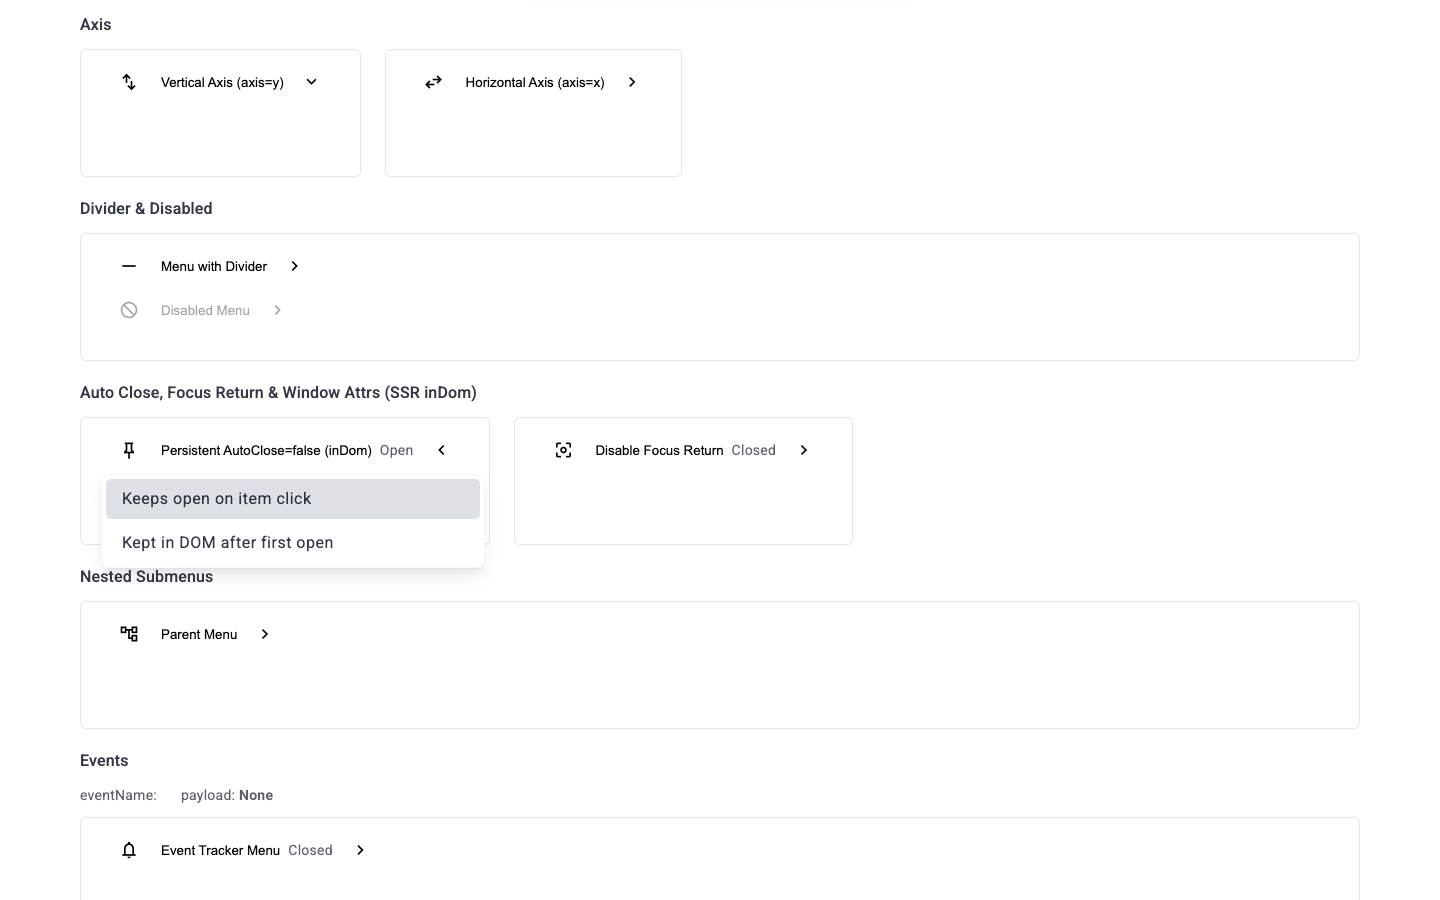 Axis
Vertical Axis (axis=y)
Horizontal Axis (axis=x)
Divider & Disabled
Menu with Divider
Disabled Menu
Auto Close, Focus Return & Window Attrs (SSR inDom)
Persistent AutoClose=false (inDom) Open
Disable Focus Return Closed
Keeps open on item click
Kept in DOM after first open
Nested Submenus
Parent Menu
Events
eventName: payload: None
Event Tracker Menu Closed